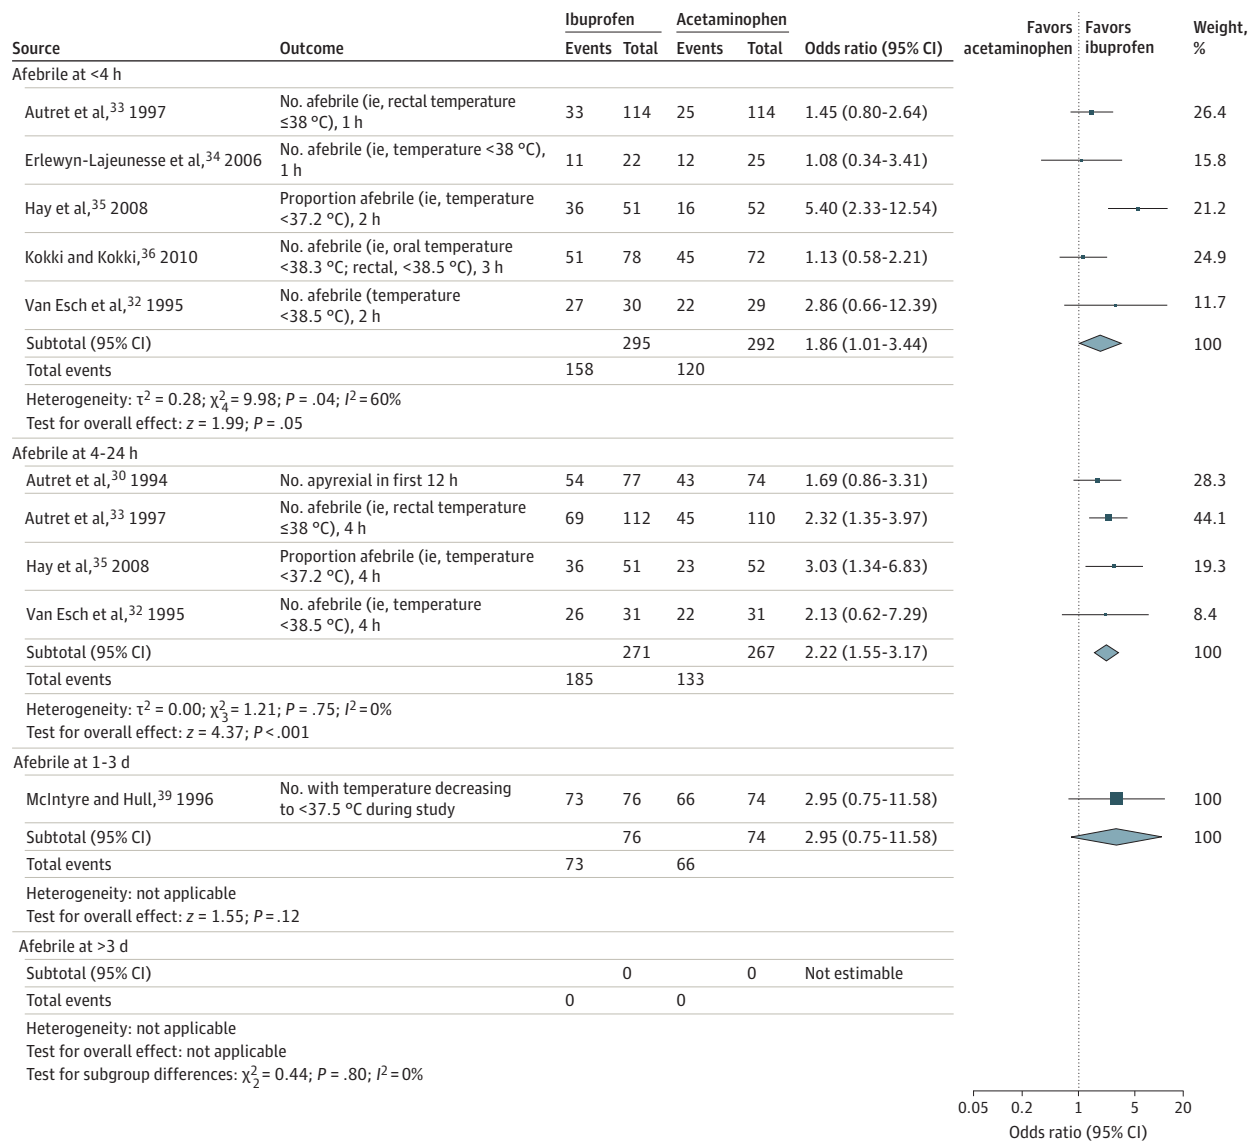 Ibuprofen Acetaminophen Favors acetaminophen Favors ibuprofen Weight, %
Source Outcome Events Total Events Total Odds ratio (95% CI)
Afebrile at <4 h
Autret et al,33 1997 No. afebrile (ie, rectal temperature ≤38 °C), 1 h 33 114 25 114 1.45 (0.80-2.64) 26.4
Erlewyn-Lajeunesse et al,34 2006 No. afebrile (ie, temperature <38 °C), 1 h 11 22 12 25 1.08 (0.34-3.41) 15.8
Hay et al,35 2008 Proportion afebrile (ie, temperature <37.2 °C), 2 h 36 51 16 52 5.40 (2.33-12.54) 21.2
Kokki and Kokki,36 2010 No. afebrile (ie, oral temperature <38.3 °C; rectal, <38.5 °C), 3 h 51 78 45 72 1.13 (0.58-2.21) 24.9
Van Esch et al,32 1995 No. afebrile (temperature <38.5 °C), 2 h 27 30 22 29 2.86 (0.66-12.39) 11.7
Subtotal (95% CI) 295 292 1.86 (1.01-3.44) 100
Total events 158 120
Heterogeneity: τ2 = 0.28; χ2 4 = 9.98; P = .04; I2 = 60%
Test for overall effect: z = 1.99; P = .05
Afebrile at 4-24 h
Autret et al,30 1994 No. apyrexial in first 12 h 54 77 43 74 1.69 (0.86-3.31) 28.3
Autret et al,33 1997 No. afebrile (ie, rectal temperature ≤38 °C), 4 h 69 112 45 110 2.32 (1.35-3.97) 44.1
Hay et al,35 2008 Proportion afebrile (ie, temperature <37.2 °C), 4 h 36 51 23 52 3.03 (1.34-6.83) 19.3
Van Esch et al,32 1995 No. afebrile (ie, temperature <38.5 °C), 4 h 26 31 22 31 2.13 (0.62-7.29) 8.4
Subtotal (95% CI) 271 267 2.22 (1.55-3.17) 100
Total events 185 133
Heterogeneity: τ2 = 0.00; χ2 3 = 1.21; P = .75; I2 = 0%
Test for overall effect: z = 4.37; P <.001
Afebrile at 1-3 d
McIntyre and Hull,39 1996 No. with temperature decreasing to <37.5 °C during study 73 76 66 74 2.95 (0.75-11.58) 100
Subtotal (95% CI) 76 74 2.95 (0.75-11.58) 100
Total events 73 66
Heterogeneity: not applicable
Test for overall effect: z = 1.55; P = .12
Afebrile at >3 d
Subtotal (95% CI) 0 0 Not estimable
Total events 0 0
Heterogeneity: not applicable
Test for overall effect: not applicable
Test for subgroup differences: χ2 2 = 0.44; P = .80; I2 = 0%
0.05 0.2 1 5 20
Odds ratio (95% CI)